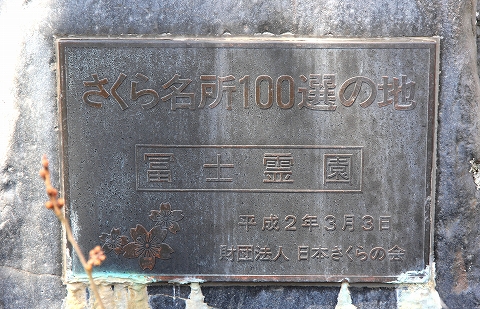 さくら名所100選の地
冨士霊園
平成2年3月3日
財団法人 日本さくらの会